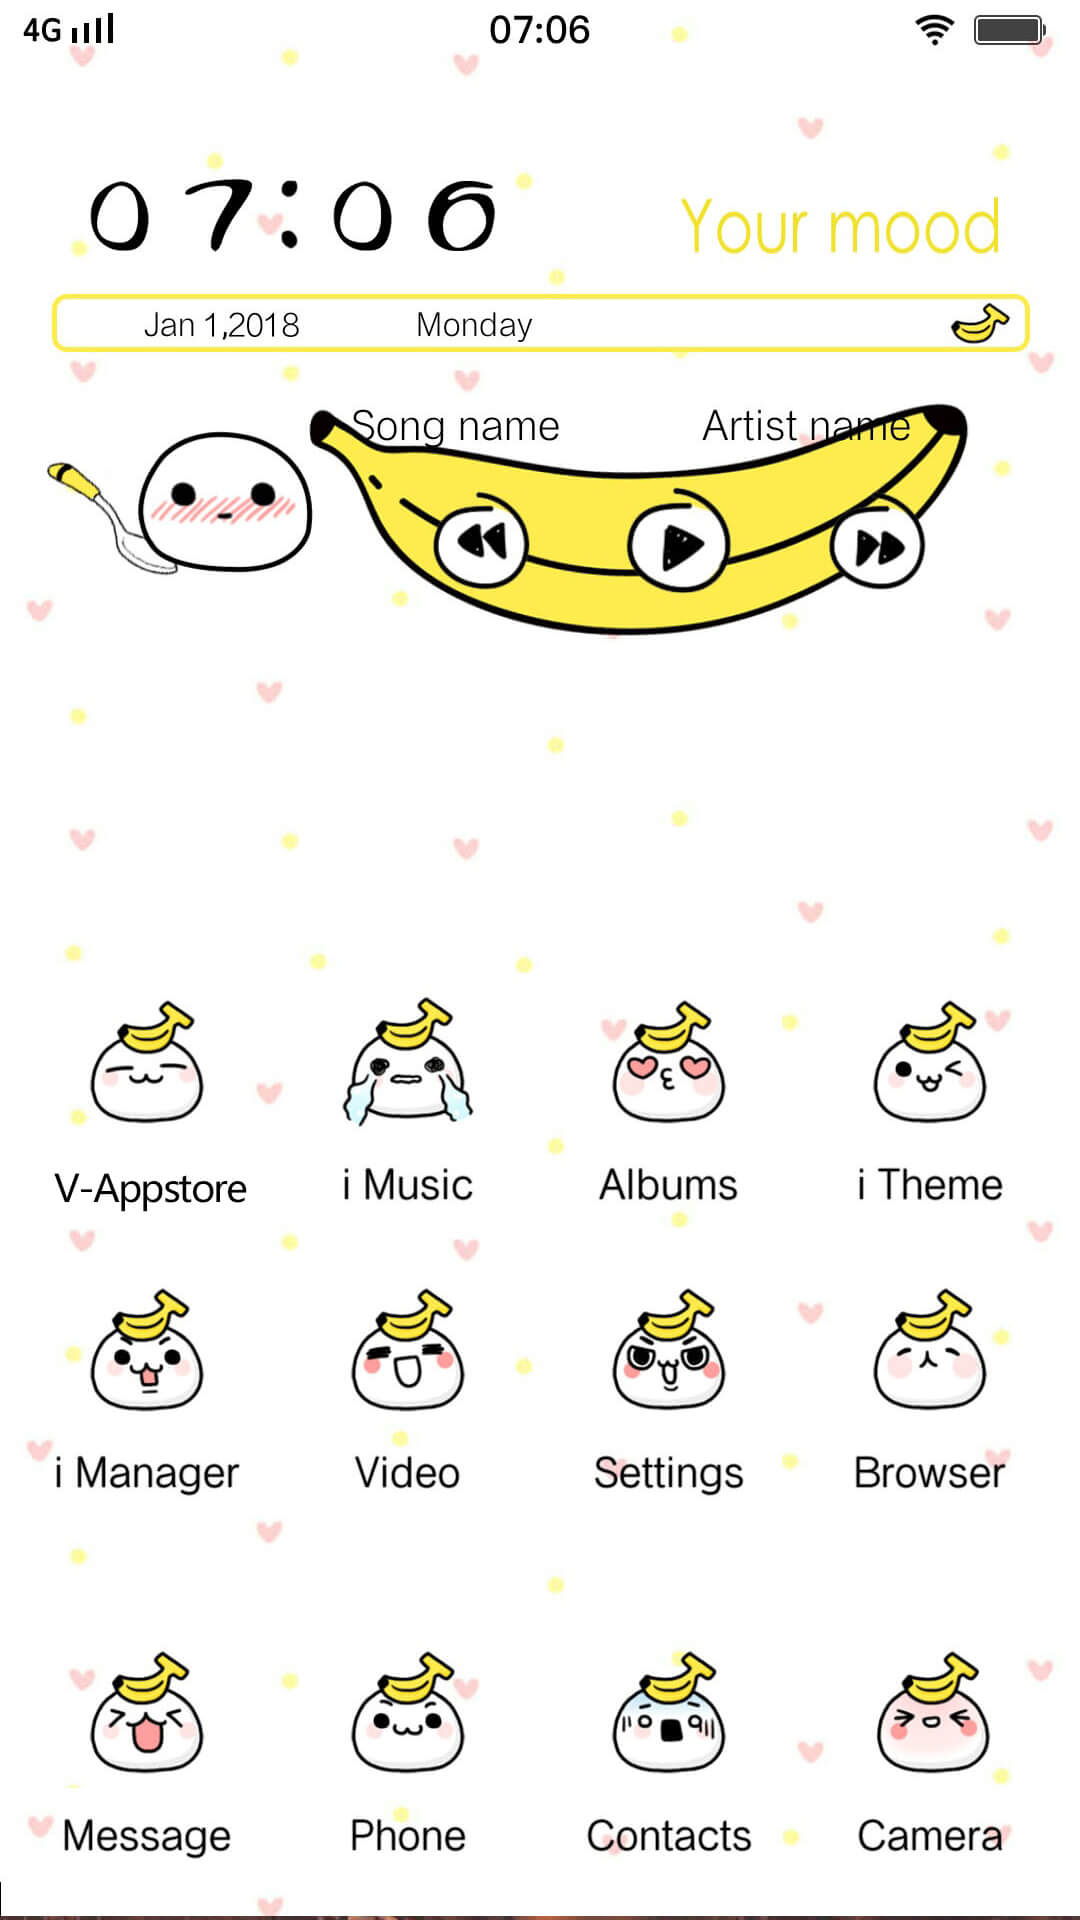 4G 07:06
07:06 Your mood
Jan 1,2018 Monday
Song name Artist name
V-Appstore i Music Albums i Theme
i Manager Video Settings Browser
Message Phone Contacts Camera